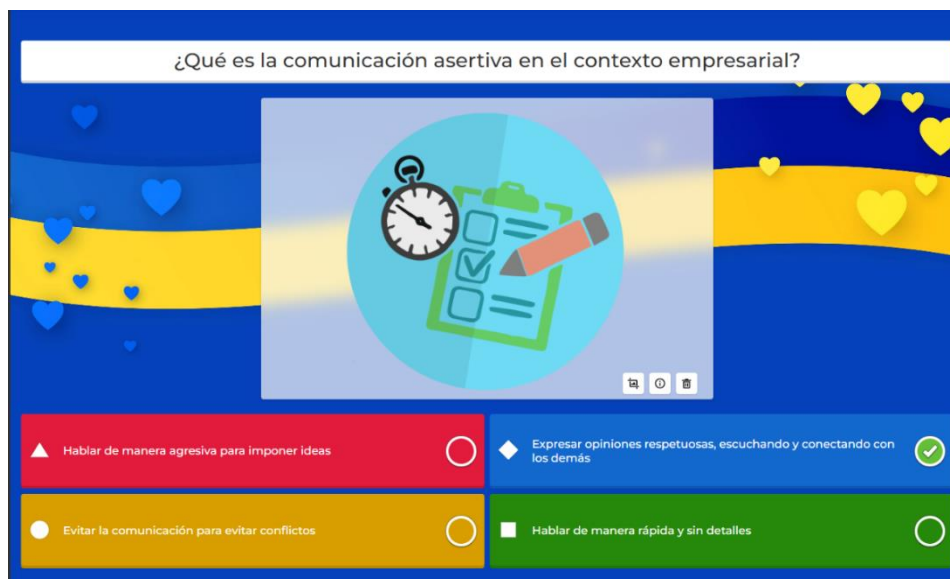 ¿Qué es la comunicación asertiva en el contexto empresarial?
Hablar de manera agresiva para imponer ideas
Expresar opiniones respetuosas, escuchando y conectando con
los demás
Evitar la comunicación para evitar conflictos
Hablar de manera rápida y sin detalles